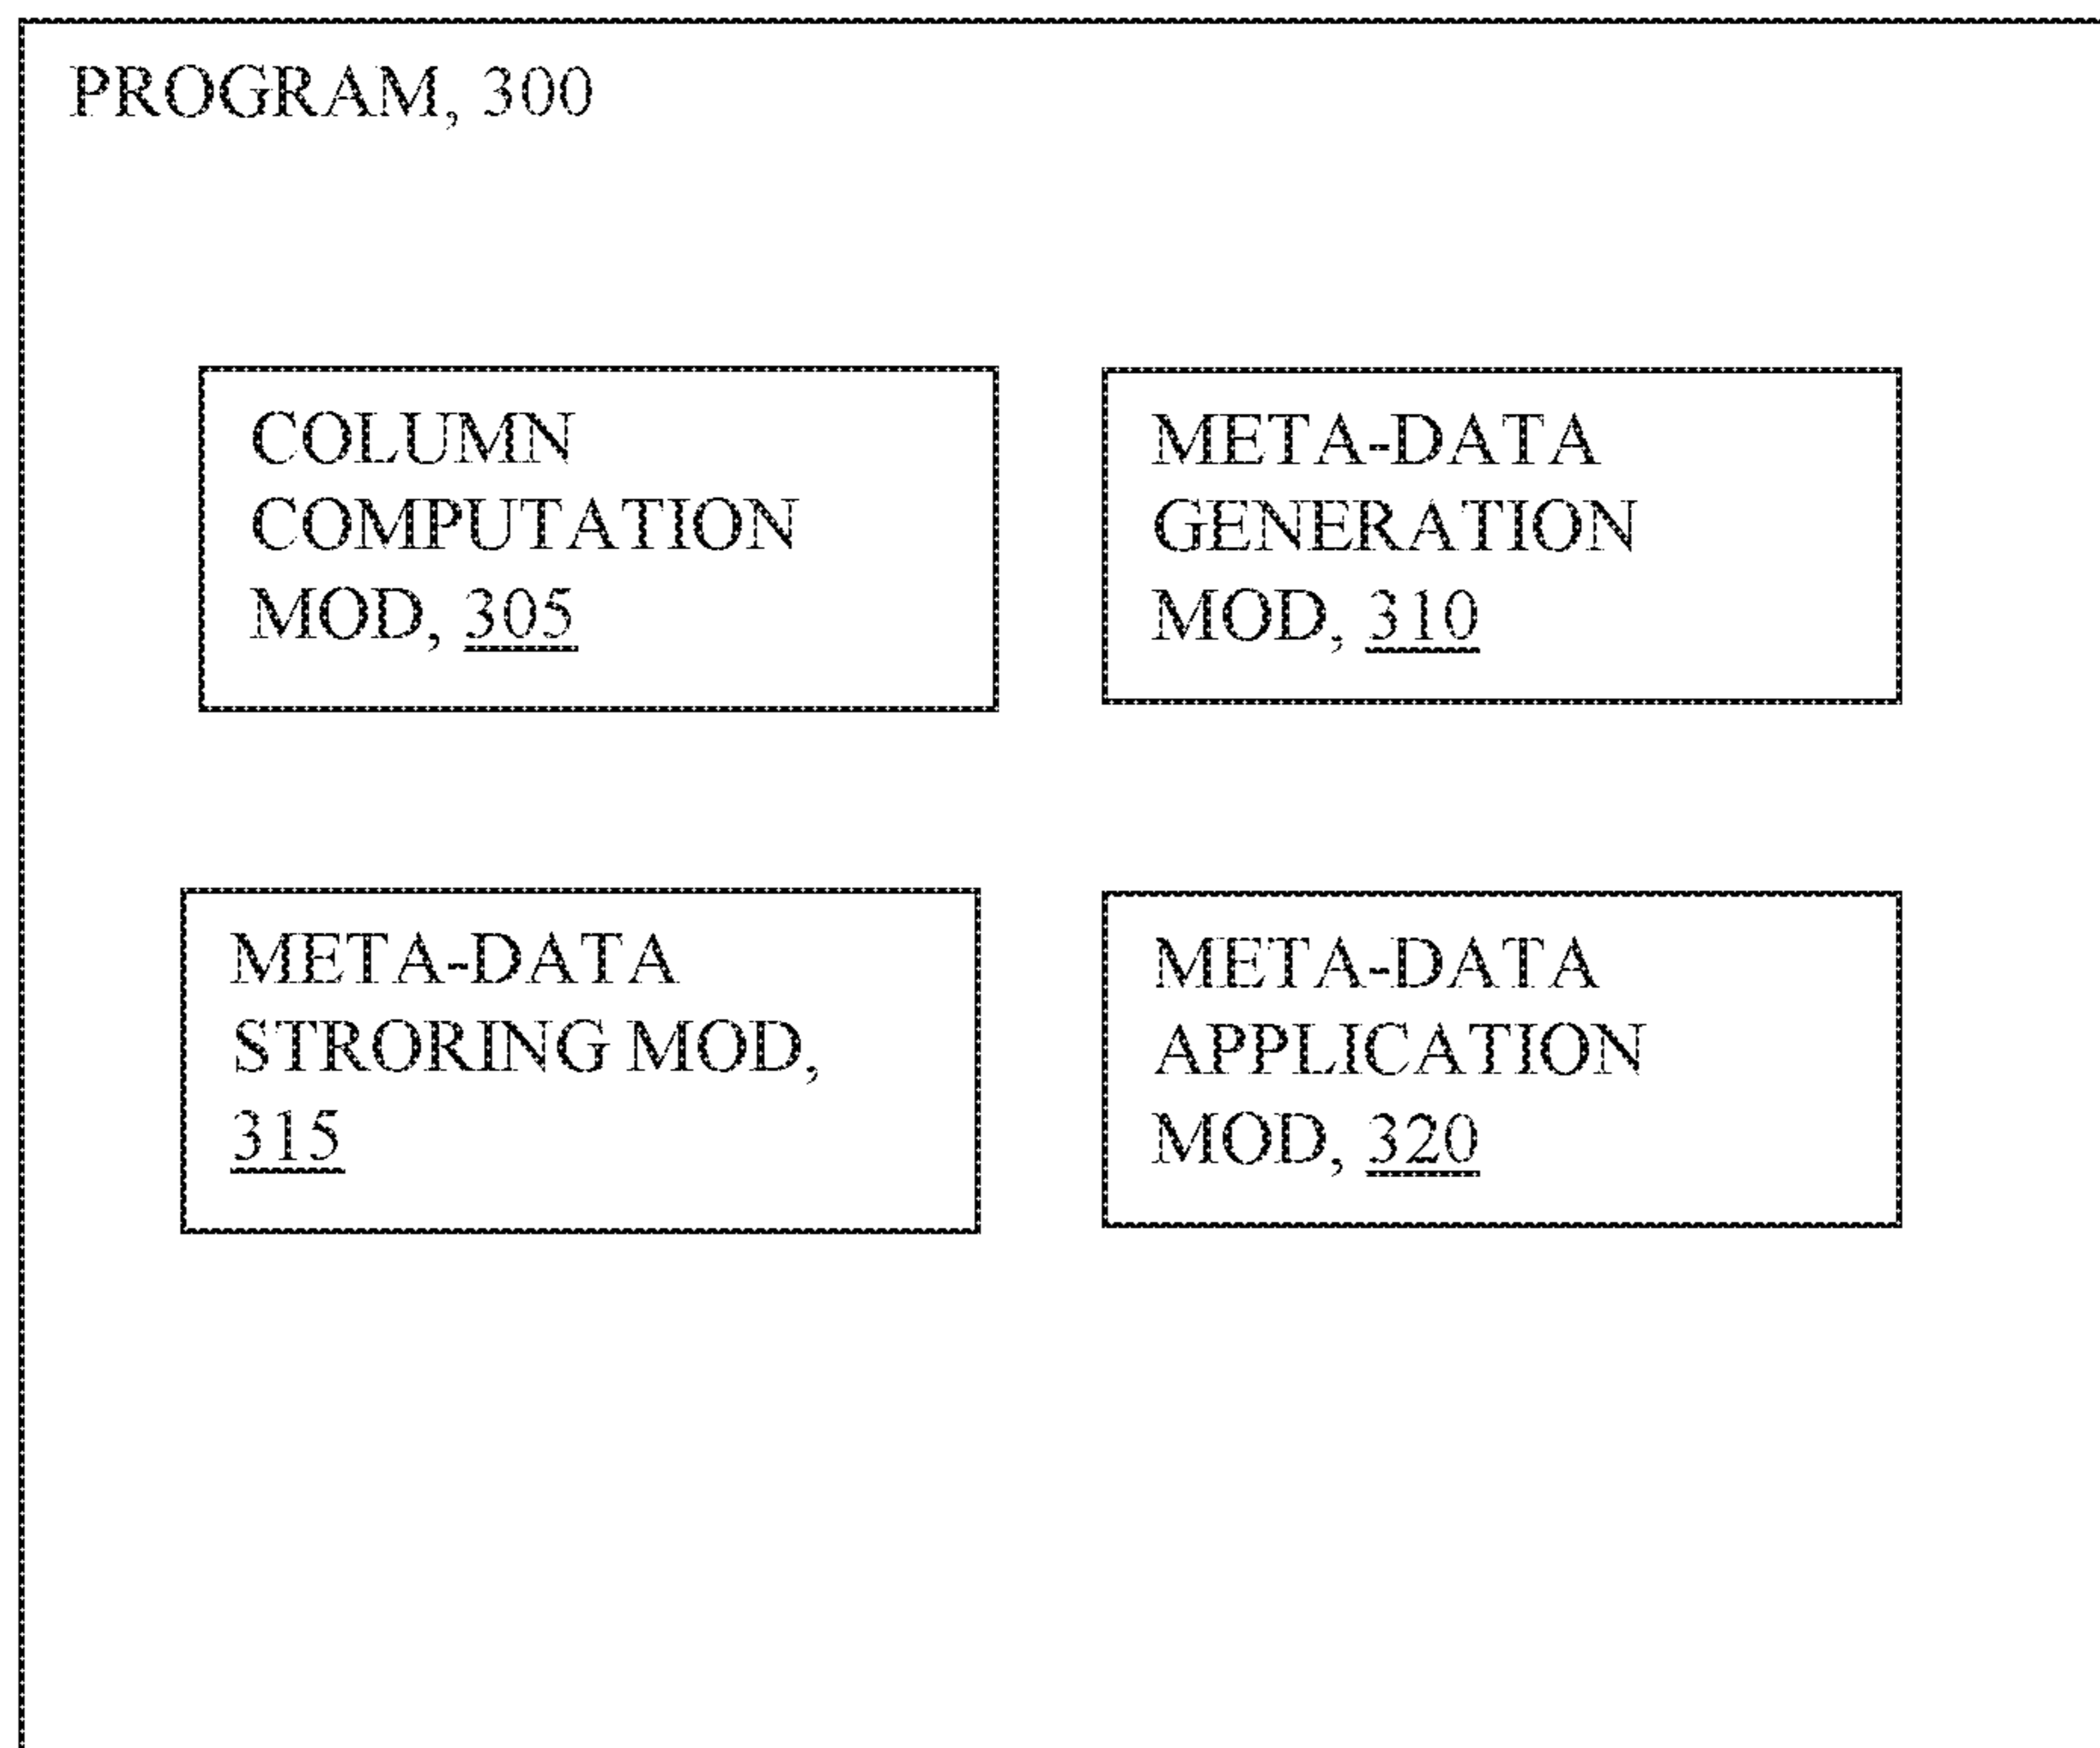 PROGRAM, 300
COLUMN
COMPUTATION
MOD, 305
META-DATA
GENERATION
MOD, 310
META-DATA
STRORING MOD,
315
META-DATA
APPLICATION
MOD, 320